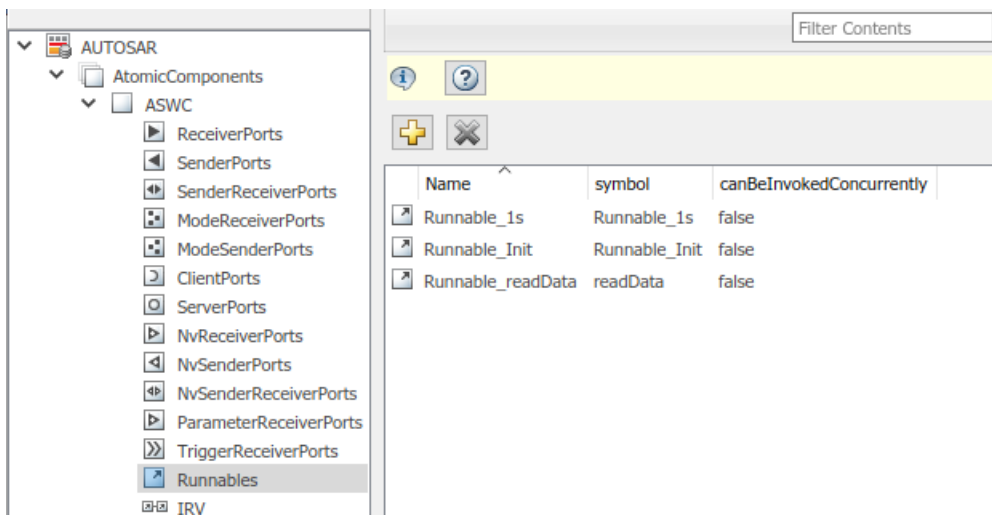 Filter Contents
AUTOSAR
AtomicComponents
ASWC
ReceiverPorts
SenderPorts
SenderReceiverPorts
ModeReceiverPorts
ModeSenderPorts
ClientPorts
ServerPorts
NvReceiverPorts
NvSenderPorts
NvSenderReceiverPorts
ParameterReceiverPorts
TriggerReceiverPorts
Runnables
IRV
Name symbol canBeInvokedConcurrently
Runnable_1s Runnable_1s false
Runnable_Init Runnable_Init false
Runnable_readData readData false